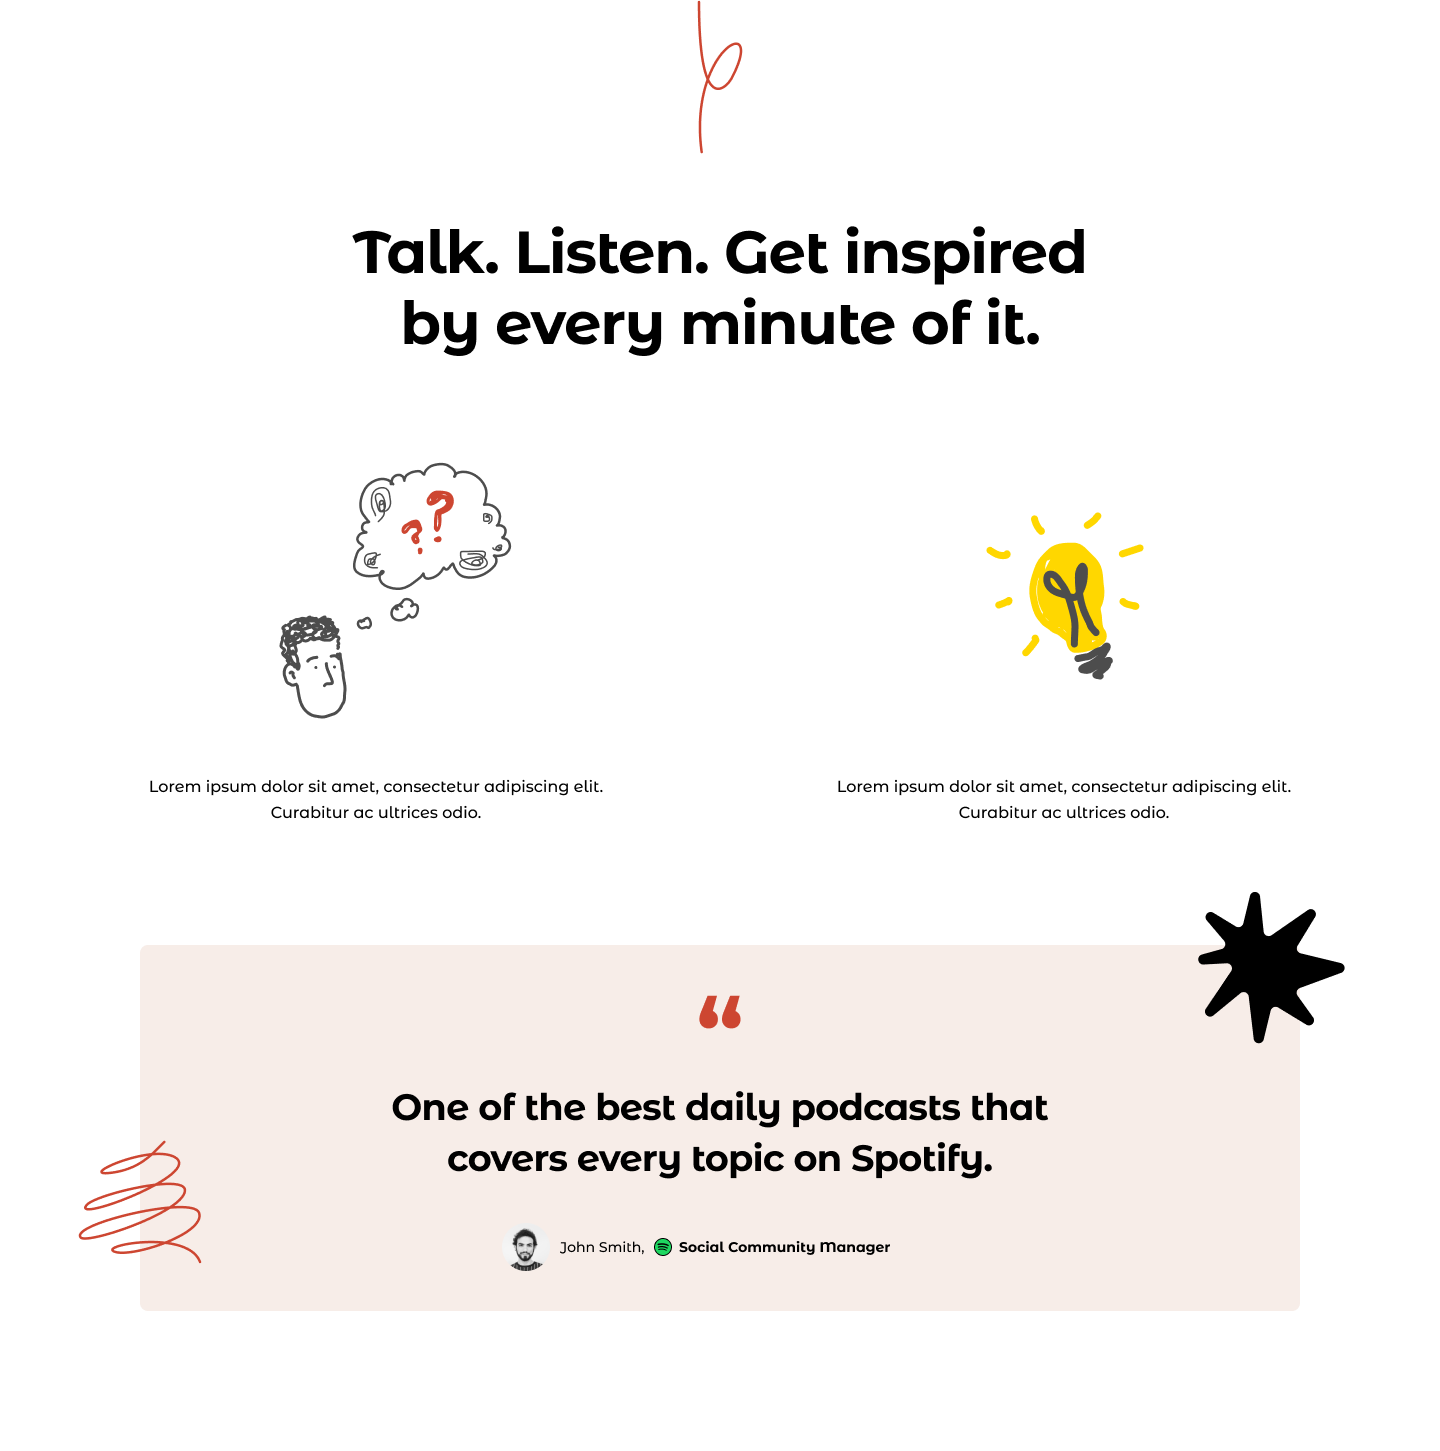 Talk. Listen. Get inspired
by every minute of it.
? ?
Lorem ipsum dolor sit amet, consectetur adipiscing elit.
Curabitur ac ultrices odio.
Lorem ipsum dolor sit amet, consectetur adipiscing elit.
Curabitur ac ultrices odio.
“
One of the best daily podcasts that
covers every topic on Spotify.
John Smith, Social Community Manager